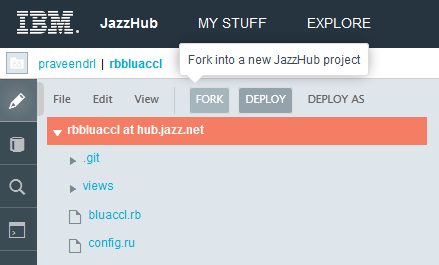 IBM. JazzHub MY STUFF EXPLORE
Fork into a new JazzHub project
praveendri | rbbluaccl
File Edit View FORK DEPLOY DEPLOY AS
rbbluaccl at hub.jazz.net
.git
views
bluaccl.rb
config.ru